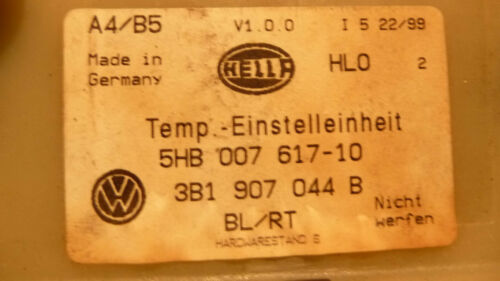 A4/B5 V1.0.0 I 5 22/99
Made in Germany HELLA HLO 2
Temp.-Einstelleinheit
5HB 007 617-10
VW 3B1 907 044 B
Nicht werfen
BL/RT
HARDWARESTAND 6